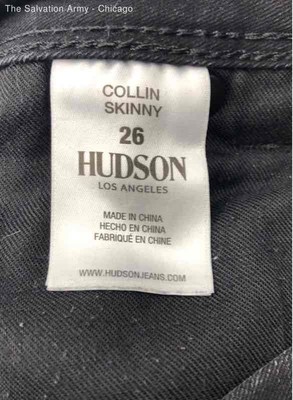 The Salvation Army - Chicago
COLLIN
SKINNY
26
HUDSON
LOS ANGELES
MADE IN CHINA
HECHO EN CHINA
FABRIQUÉ EN CHINE
WWW.HUDSONJEANS.COM